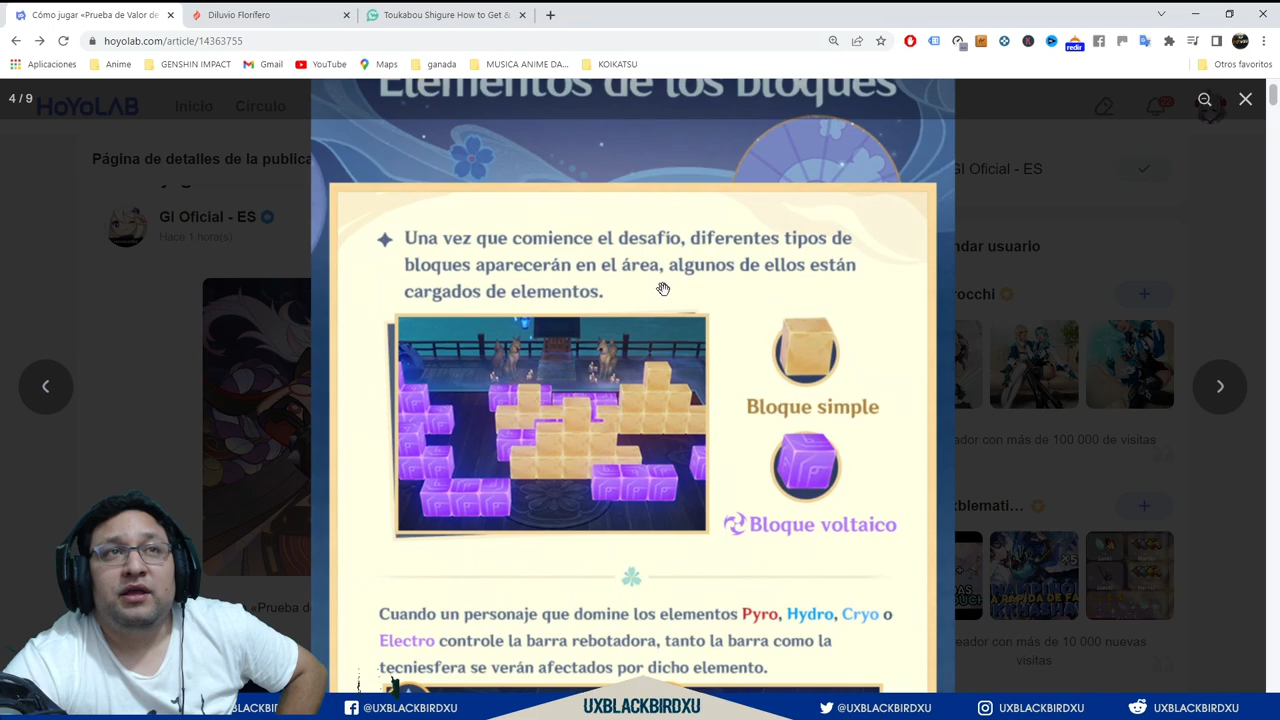 Cómo jugar «Prueba de Valor de
Diluvio Florífero
Toukabou Shigure How to Get &
hoyolab.com/article/14363755
Aplicaciones
Anime
GENSHIN IMPACT
Gmail
YouTube
Maps
ganada
MUSICA ANIME DA...
KOIKATSU
Otros favoritos
redir
4 / 9
HoYoLAB
Inicio
Círculo
Elementos de los bloques
Página de detalles de la publica
GI Oficial - ES
GI Oficial - ES
Hace 1 hora(s)
Una vez que comience el desafío, diferentes tipos de
bloques aparecerán en el área, algunos de ellos están
cargados de elementos.
Bloque simple
Bloque voltaico
Cuando un personaje que domine los elementos Pyro, Hydro, Cryo o
Electro controle la barra rebotadora, tanto la barra como la
tecniesfera se verán afectados por dicho elemento.
ndar usuario
rocchi
eador con más de 100 000 de visitas
xblemati...
eador con más de 10 000 nuevas
visitas
«Prueba de
BLACKBIRDXU
@UXBLACKBIRDXU
UXBLACKBIRDXU
@UXBLACKBIRDXU
UXBLACKBIRDXU
UXBLACKBIRDXU